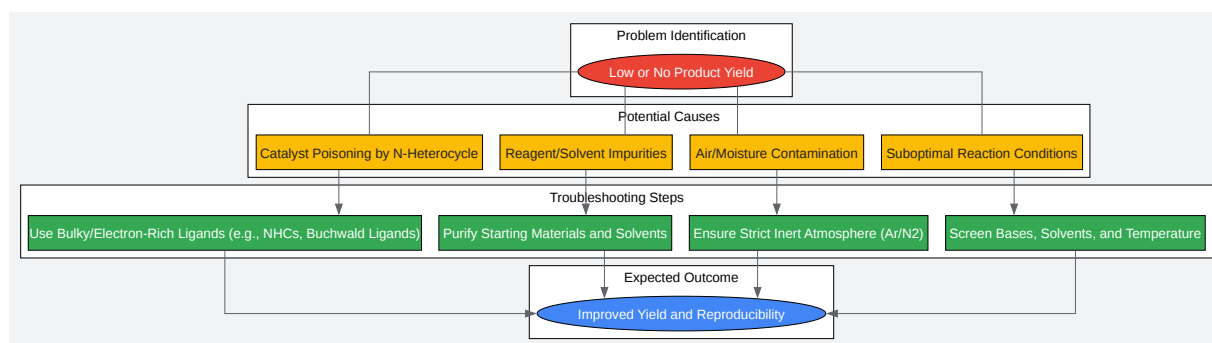 Problem Identification
Low or No Product Yield
Potential Causes
Catalyst Poisoning by N-Heterocycle
Reagent/Solvent Impurities
Air/Moisture Contamination
Suboptimal Reaction Conditions
Troubleshooting Steps
Use Bulky/Electron-Rich Ligands (e.g., NHCs, Buchwald Ligands)
Purify Starting Materials and Solvents
Ensure Strict Inert Atmosphere (Ar/N2)
Screen Bases, Solvents, and Temperature
Expected Outcome
Improved Yield and Reproducibility